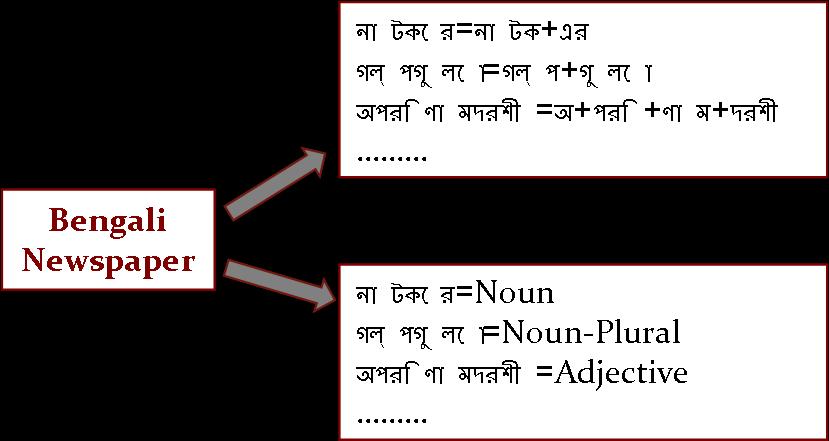 Bengali
Newspaper
নাটকের=নাটক+এর
গল্পগুলো=গল্প+গুলো
অপরিণামদরশী =অ+পরি+ণাম+দরশী
.........
নাটকের=Noun
গল্পগুলো=Noun-Plural
অপরিণামদরশী =Adjective
.........